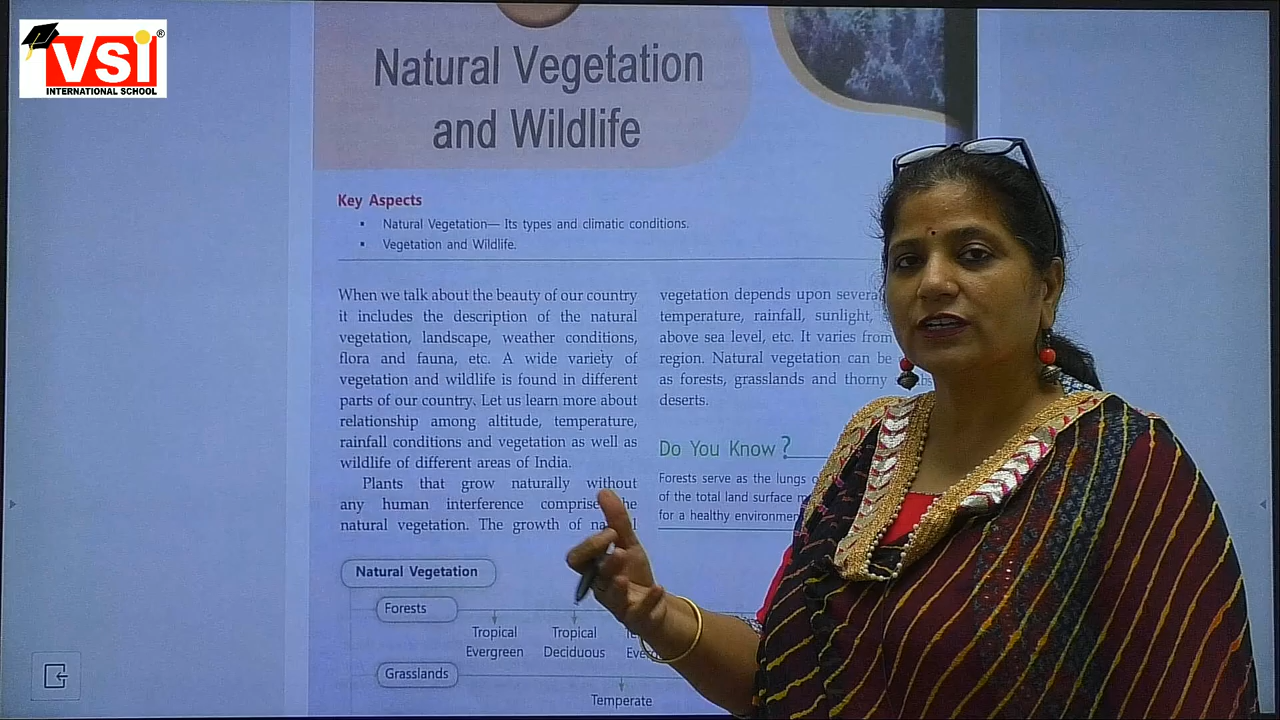 VSI®
INTERNATIONAL SCHOOL
Natural Vegetation
and Wildlife
Key Aspects
▪ Natural Vegetation— Its types and climatic conditions.
▪ Vegetation and Wildlife.
When we talk about the beauty of our country
it includes the description of the natural
vegetation, landscape, weather conditions,
flora and fauna, etc. A wide variety of
vegetation and wildlife is found in different
parts of our country. Let us learn more about
relationship among altitude, temperature,
rainfall conditions and vegetation as well as
wildlife of different areas of India.
Plants that grow naturally without
any human interference comprise
natural vegetation. The growth of
vegetation depends upon
temperature, rainfall, sunlight,
above sea level, etc. It varies from
region. Natural vegetation can be
as forests, grasslands and thorny
deserts.
Do You Know?
Forests serve as the lungs
of the total land surface
for a healthy
Natural Vegetation
Forests
Tropical
Evergreen
Tropical
Deciduous
Grasslands
Temperate